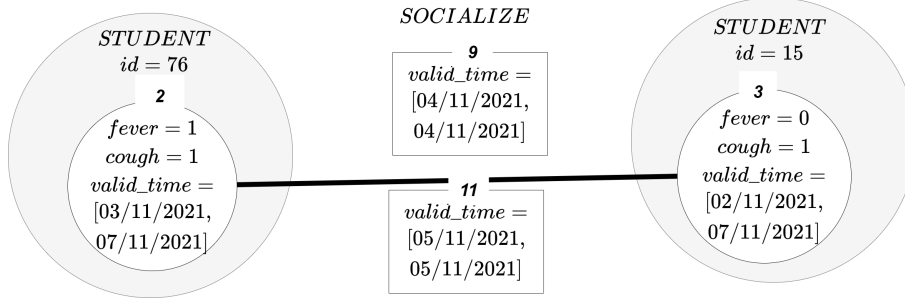 STUDENT
id = 76
2
fever = 1
cough = 1
valid_time =
[03/11/2021,
07/11/2021]
SOCIALIZE
9
valid_time =
[04/11/2021,
04/11/2021]
11
valid_time =
[05/11/2021,
05/11/2021]
STUDENT
id = 15
3
fever = 0
cough = 1
valid_time =
[02/11/2021,
07/11/2021]